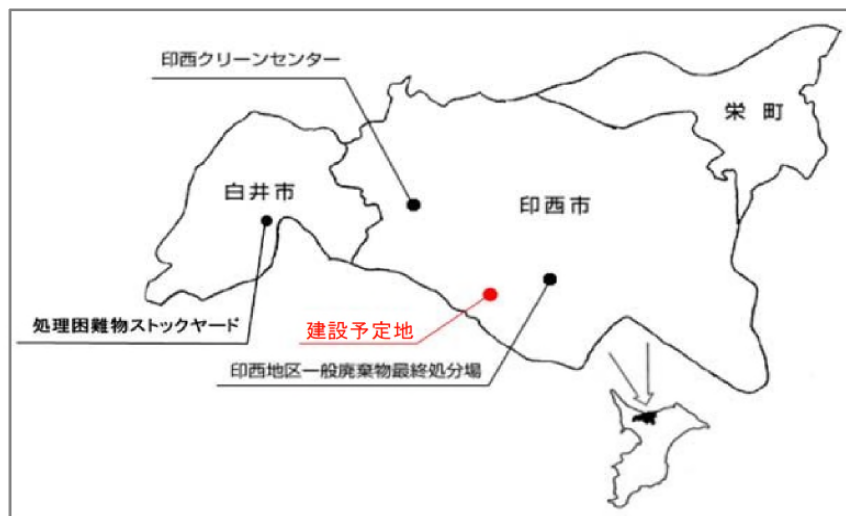 印西クリーンセンター
栄町
白井市
印西市
処理困難物ストックヤード
建設予定地
印西地区一般廃棄物最終処分場